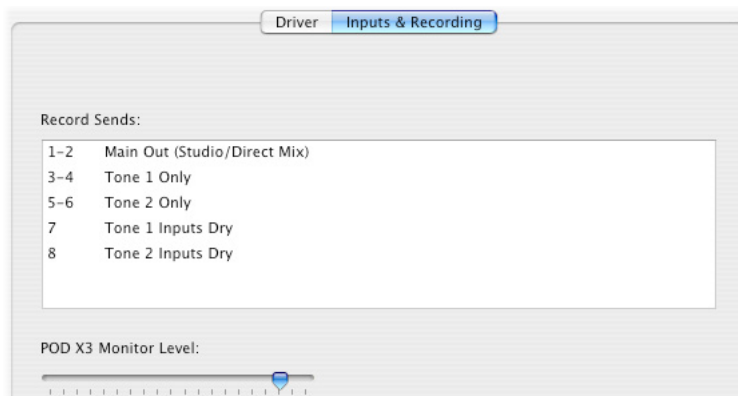 Driver Inputs & Recording
Record Sends:
1-2 Main Out (Studio/Direct Mix)
3-4 Tone 1 Only
5-6 Tone 2 Only
7 Tone 1 Inputs Dry
8 Tone 2 Inputs Dry
POD X3 Monitor Level: